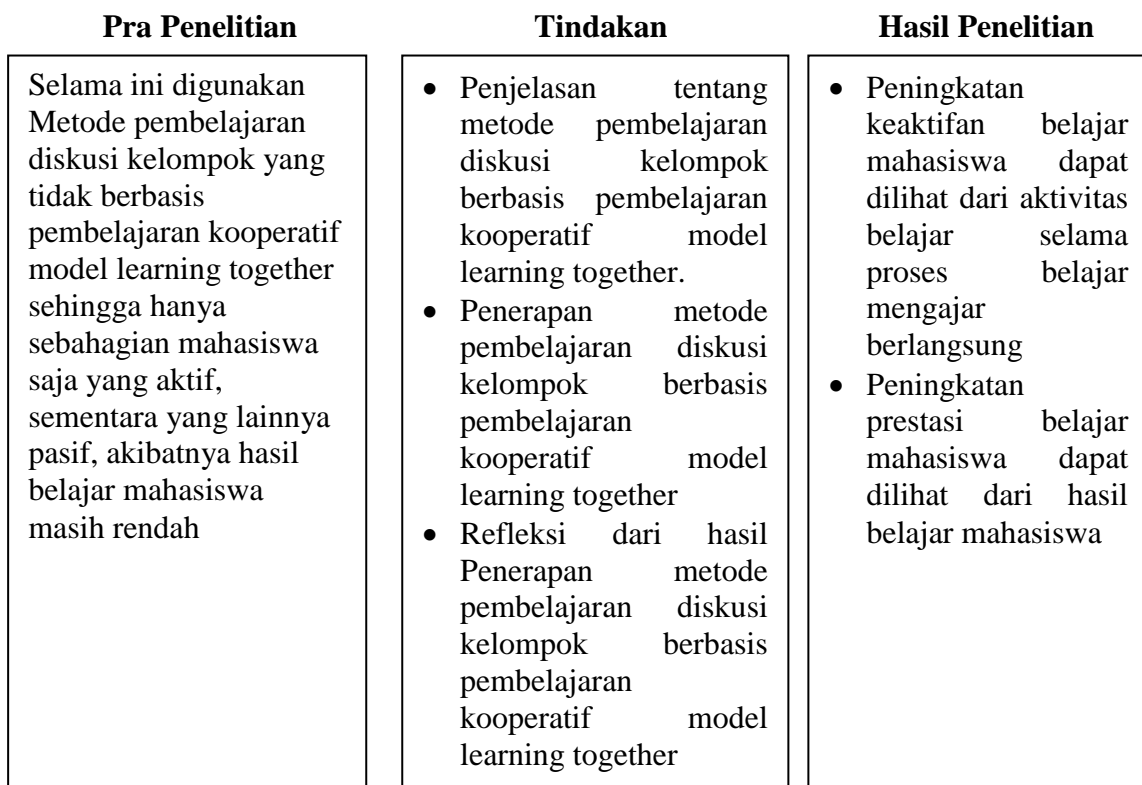 Pra Penelitian
Selama ini digunakan
Metode pembelajaran
diskusi kelompok yang
tidak berbasis
pembelajaran kooperatif
model learning together
sehingga hanya
sebahagian mahasiswa
saja yang aktif,
sementara yang lainnya
pasif, akibatnya hasil
belajar mahasiswa
masih rendah
Tindakan
• Penjelasan tentang
metode pembelajaran
diskusi kelompok
berbasis pembelajaran
kooperatif model
learning together.
• Penerapan metode
pembelajaran diskusi
kelompok berbasis
pembelajaran
kooperatif model
learning together
• Refleksi dari hasil
Penerapan metode
pembelajaran diskusi
kelompok berbasis
pembelajaran
kooperatif model
learning together
Hasil Penelitian
• Peningkatan
keaktifan belajar
mahasiswa dapat
dilihat dari aktivitas
belajar selama
proses belajar
mengajar
berlangsung
• Peningkatan
prestasi belajar
mahasiswa dapat
dilihat dari hasil
belajar mahasiswa